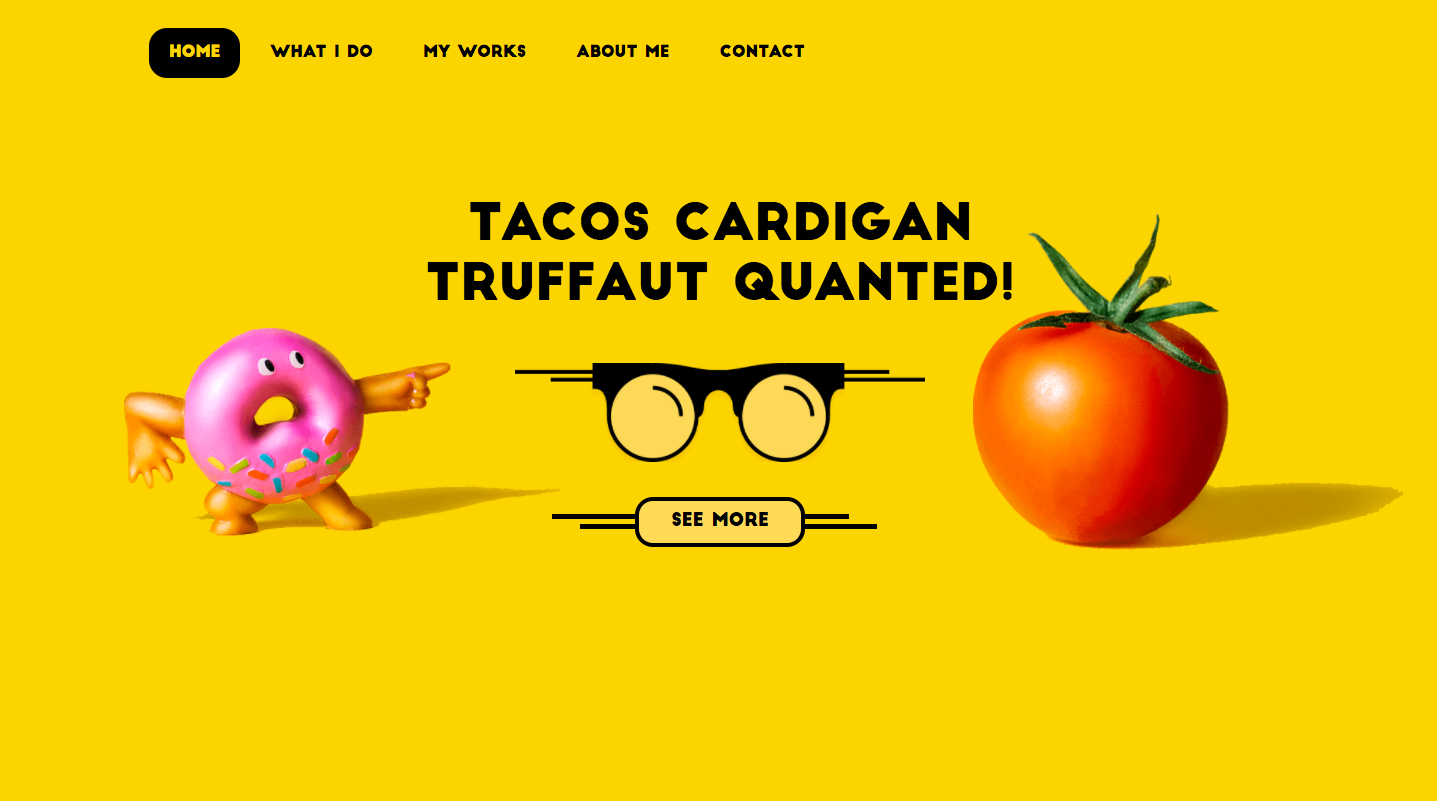 HOME
WHAT I DO
MY WORKS
ABOUT ME
CONTACT
TACOS CARDIGAN
TRUFFAUT QUANTED!
SEE MORE